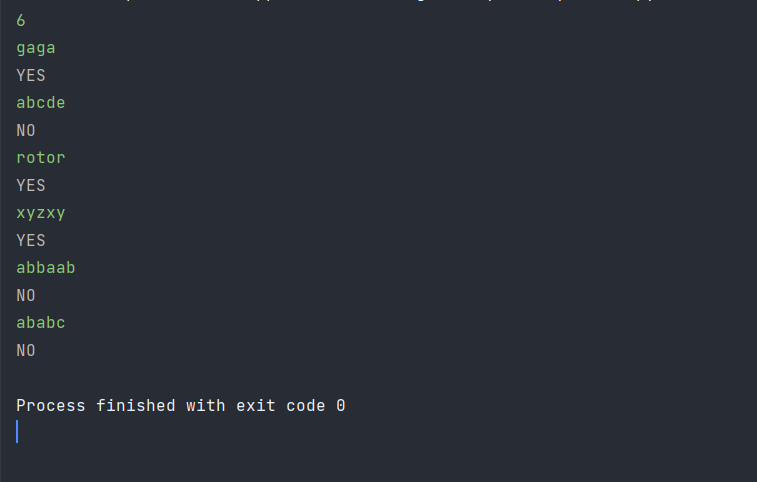 6
gaga
YES
abcde
NO
rotor
YES
xyzxy
YES
abbaab
NO
ababc
NO
Process finished with exit code 0